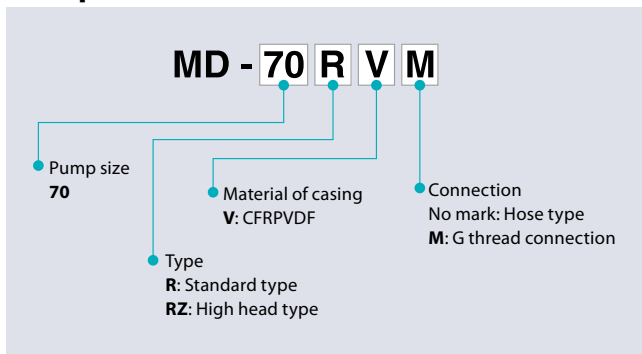 MD - 70 R V M
Pump size
70
Material of casing
V: CFRPVDF
Connection
No mark: Hose type
M: G thread connection
Type
R: Standard type
RZ: High head type